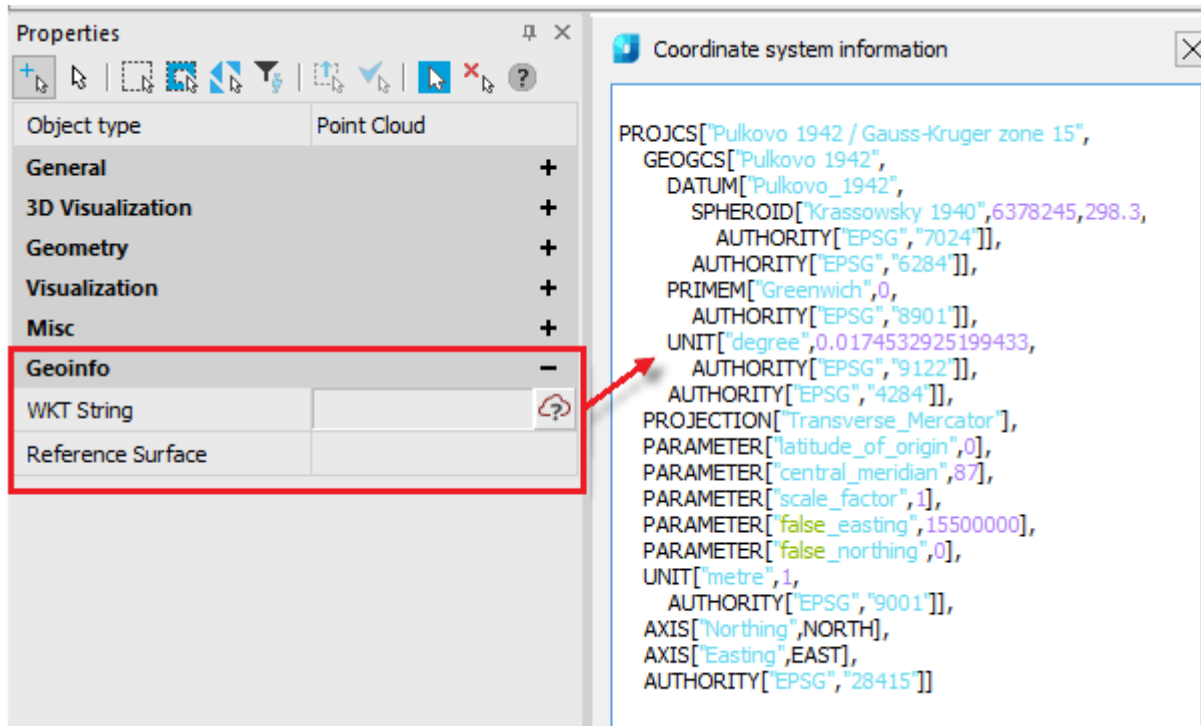 Properties
Object type Point Cloud
General
3D Visualization
Geometry
Visualization
Misc
Geoinfo
WKT String
Reference Surface
Coordinate system information
PROJCS["Pulkovo 1942 / Gauss-Kruger zone 15",
GEOGCS["Pulkovo 1942",
DATUM["Pulkovo_1942",
SPHEROID["Krassowsky 1940",6378245,298.3,
AUTHORITY["EPSG","7024"]],
AUTHORITY["EPSG","6284"]],
PRIMEM["Greenwich",0,
AUTHORITY["EPSG","8901"]],
UNIT["degree",0.0174532925199433,
AUTHORITY["EPSG","9122"]],
AUTHORITY["EPSG","4284"]],
PROJECTION["Transverse_Mercator"],
PARAMETER["latitude_of_origin",0],
PARAMETER["central_meridian",87],
PARAMETER["scale_factor",1],
PARAMETER["false_easting",15500000],
PARAMETER["false_northing",0],
UNIT["metre",1,
AUTHORITY["EPSG","9001"]],
AXIS["Northing",NORTH],
AXIS["Easting",EAST],
AUTHORITY["EPSG","28415"]]